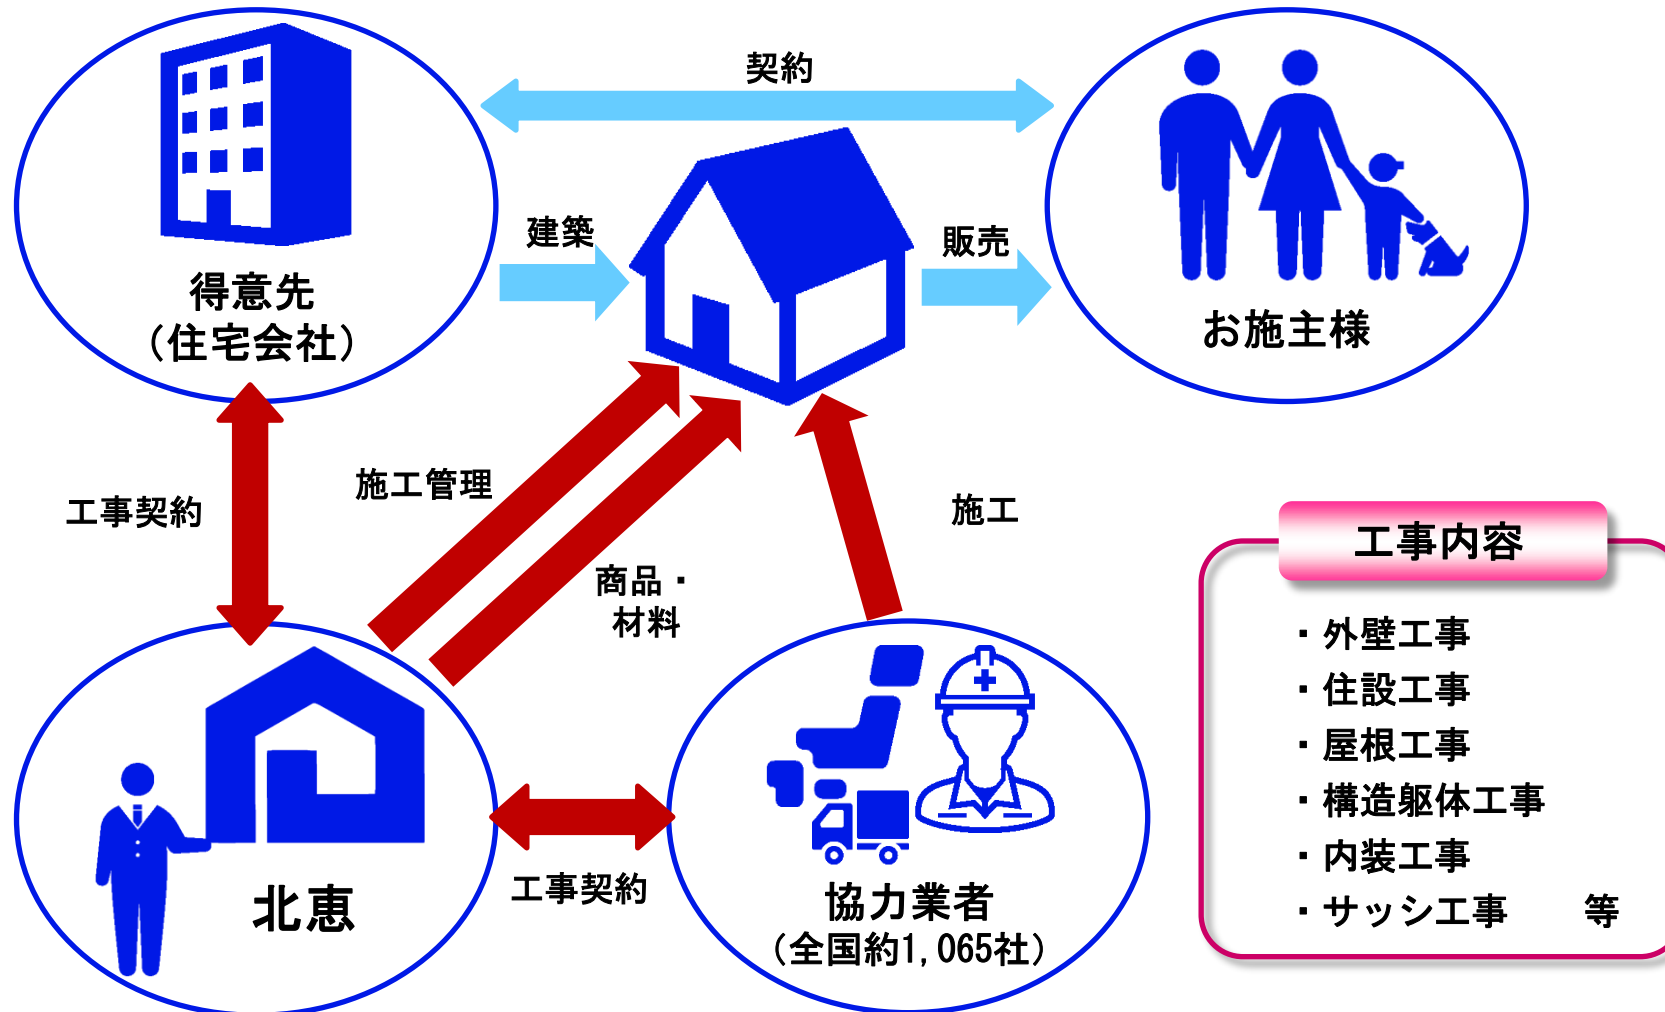 契約
得意先
（住宅会社）
建築
販売
お施主様
工事契約
施工管理
商品・
材料
施工
北恵
工事契約
協力業者
（全国約1,065社）
工事内容
・外壁工事
・住設工事
・屋根工事
・構造躯体工事
・内装工事
・サッシ工事　　等